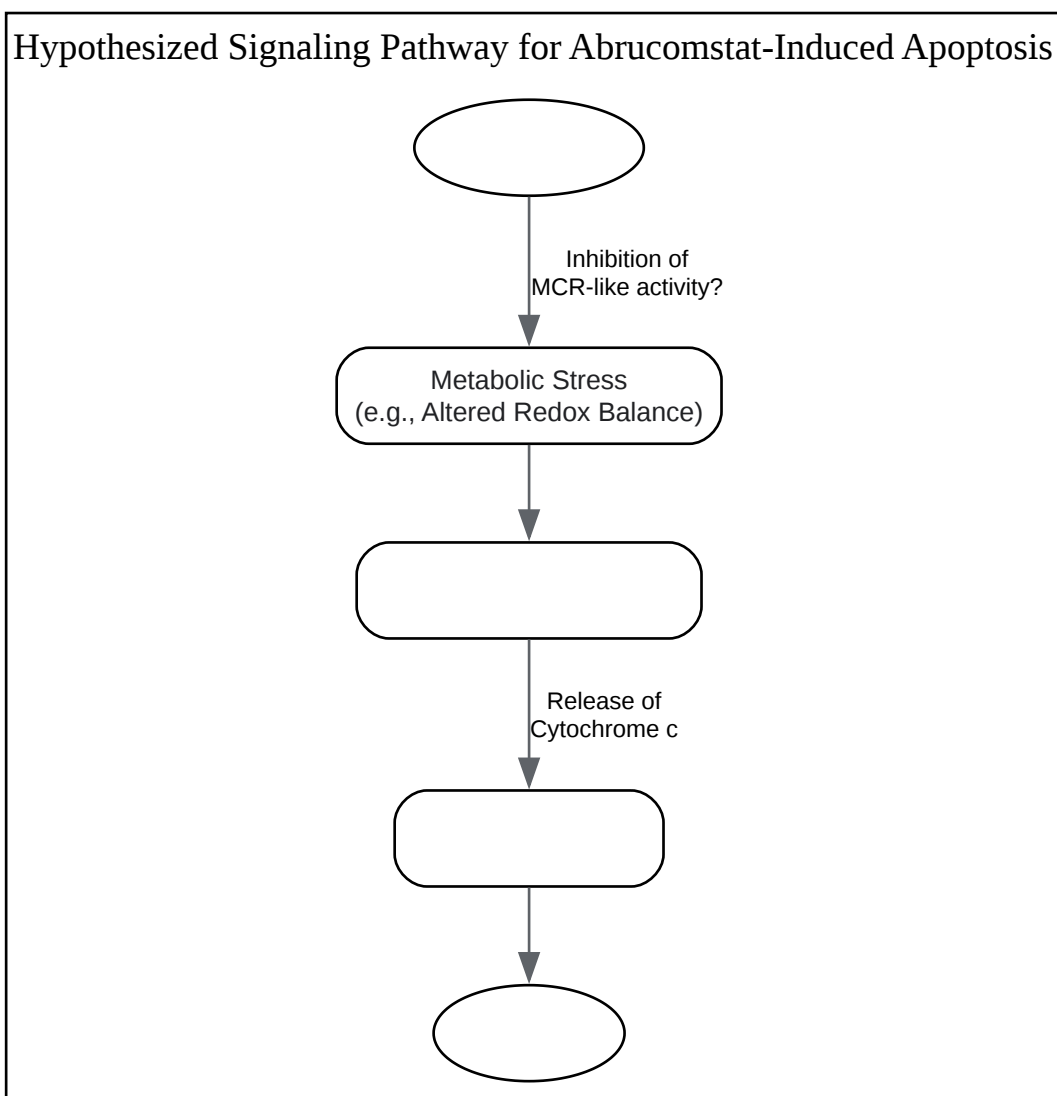 Hypothesized Signaling Pathway for Abrucomstat-Induced Apoptosis
Inhibition of
MCR-like activity?
Metabolic Stress
(e.g., Altered Redox Balance)
Release of
Cytochrome c